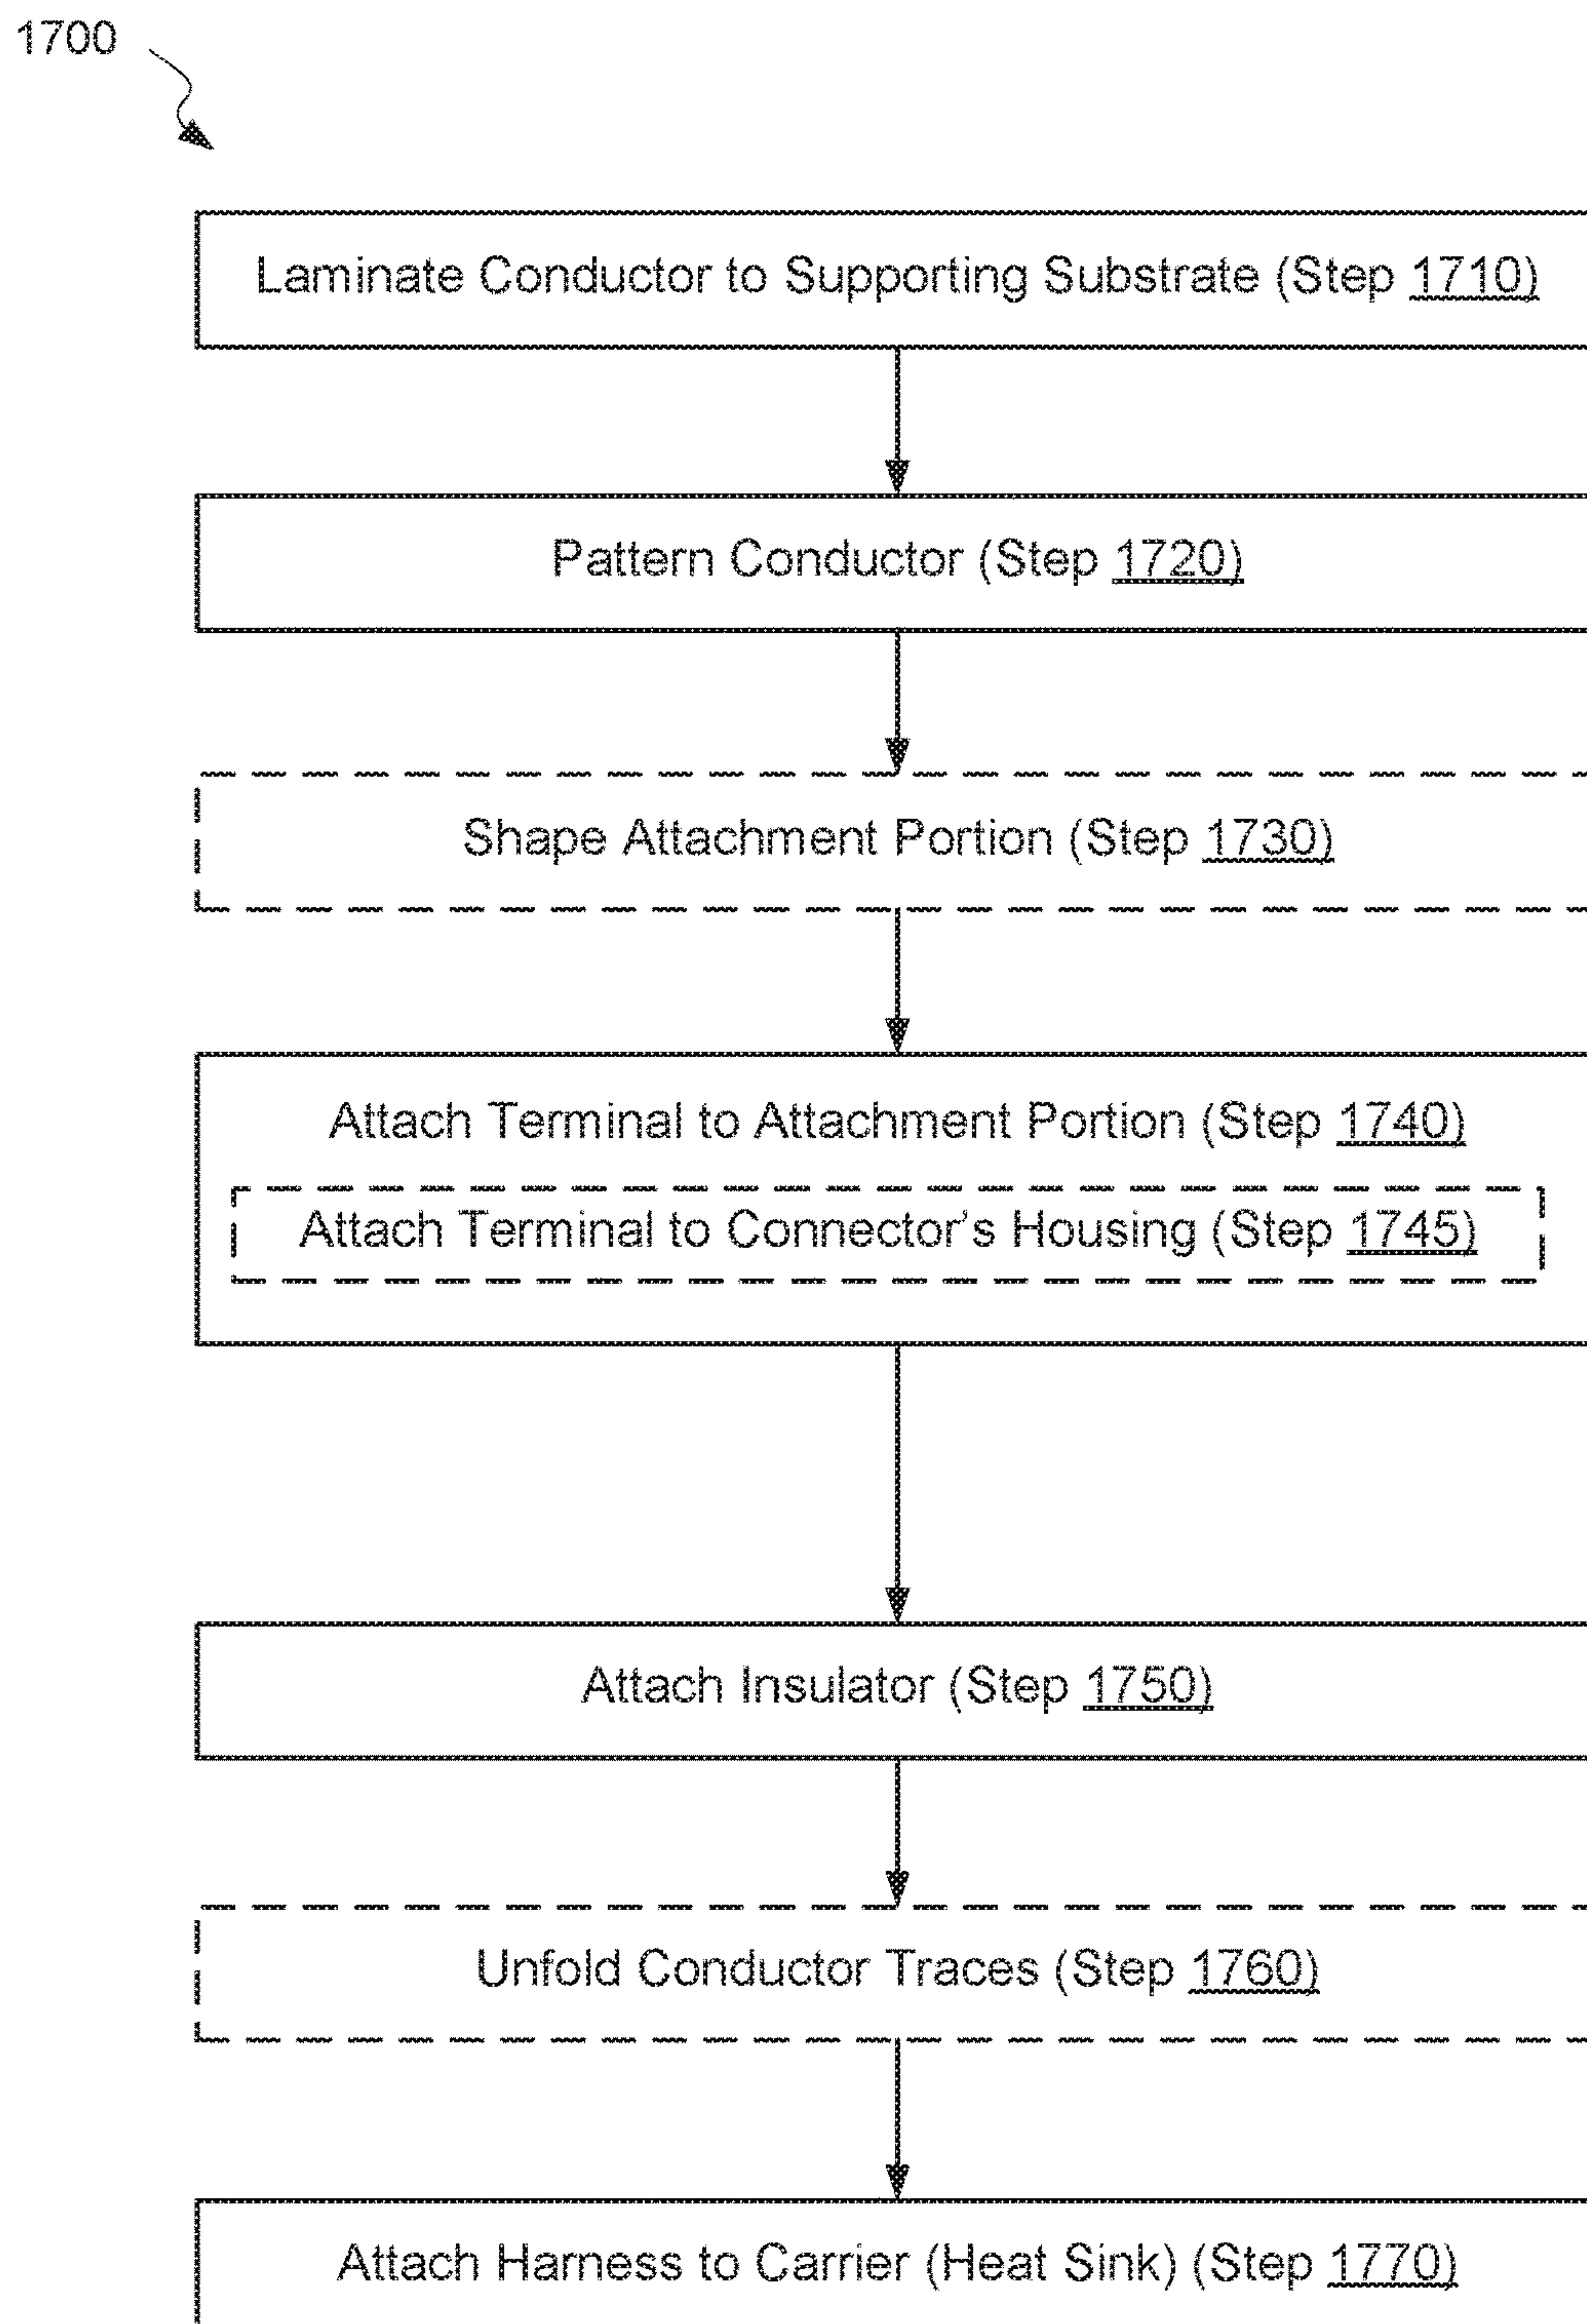 1700
Laminate Conductor to Supporting Substrate (Step 1710)
Pattern Conductor (Step 1720)
Shape Attachment Portion (Step 1730)
Attach Terminal to Attachment Portion (Step 1740)
Attach Terminal to Connector's Housing (Step 1745)
Attach Insulator (Step 1750)
Unfold Conductor Traces (Step 1760)
Attach Harness to Carrier (Heat Sink) (Step 1770)